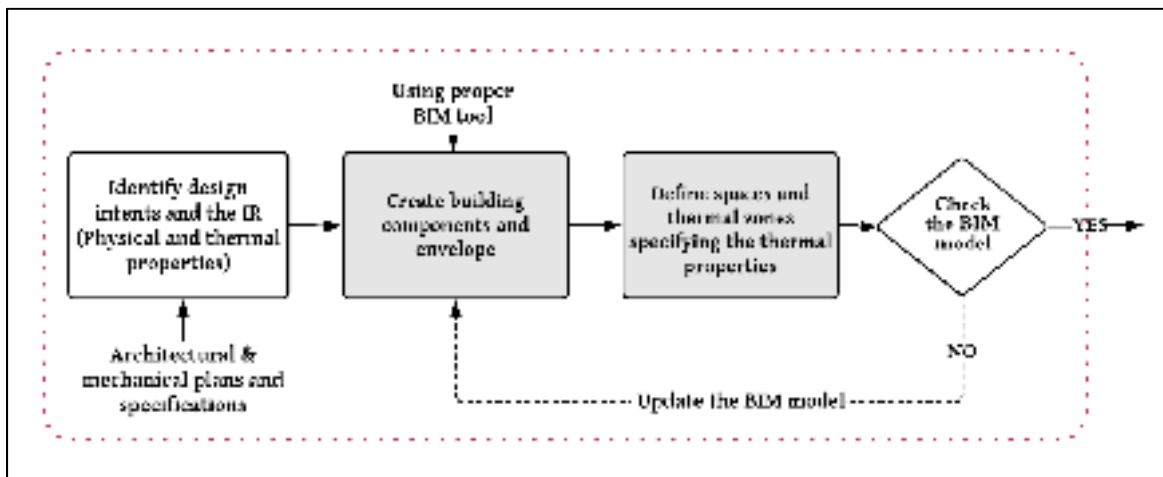 Using proper
BIM tool
Identify design
intents and the IR
(Physical and thermal
properties)
Create building
components and
envelope
Define spaces and
thermal zones
specifying the thermal
properties
Check
the BIM
model
YES
NO
Architectural &
mechanical plans and
specifications
Update the BIM model